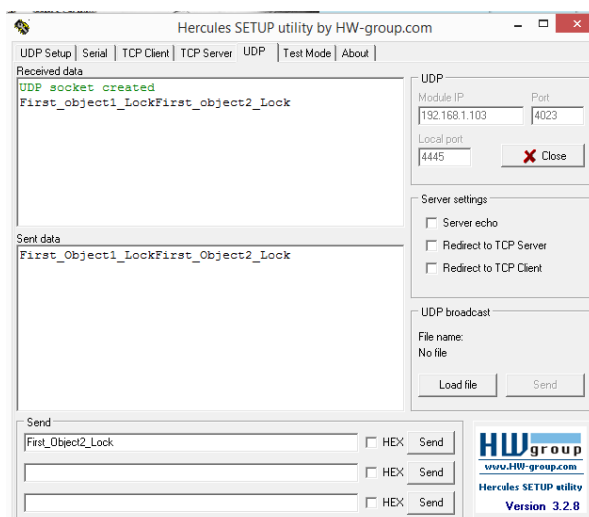 Hercules SETUP utility by HW-group.com
UDP Setup Serial TCP Client TCP Server UDP Test Mode About
Received data
UDP socket created
First_object1_LockFirst_object2_Lock
Sent data
First_Object1_LockFirst_Object2_Lock
UDP
Module IP Port
192.168.1.103 4023
Local port
4445 Close
Server settings
Server echo
Redirect to TCP Server
Redirect to TCP Client
UDP broadcast
File name:
No file
Load file Send
Send
First_Object2_Lock HEX Send
HEX Send
HEX Send
HWgroup
www.HW-group.com
Hercules SETUP utility
Version 3.2.8